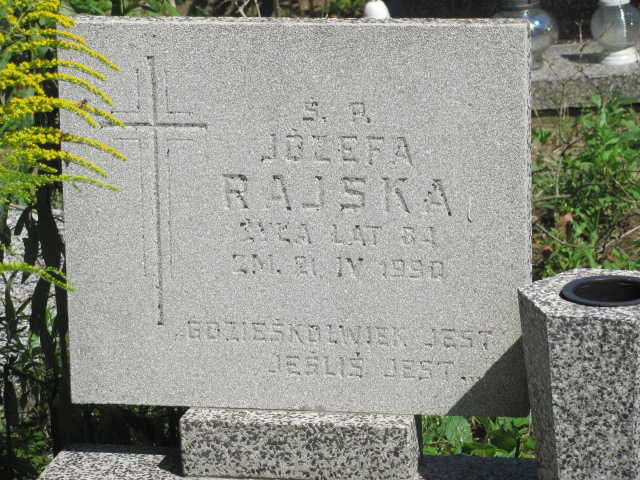 Ś. P.
JÓZEFA
RAJSKA
ŻYŁA LAT 84
ZM. 21. IV 1990
GDZIEŚKOLWIEK JEST
JEŚLIŚ JEST...